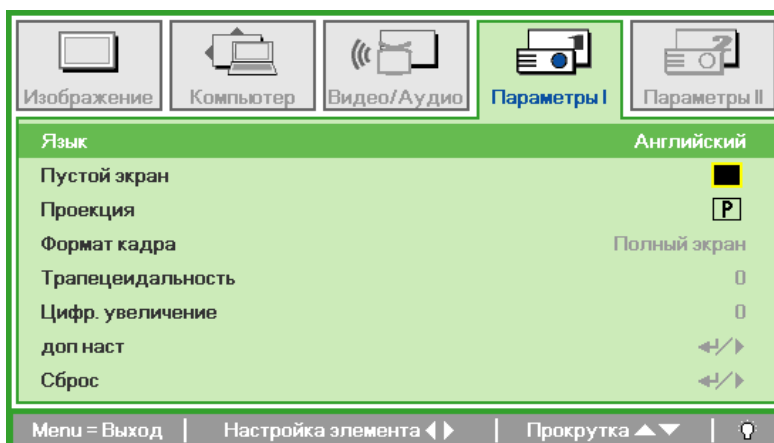 Изображение Компьютер Видео/Аудио Параметры I Параметры II
Язык Английский
Пустой экран
Проекция P
Формат кадра Полный экран
Трапецеидальность 0
Цифр. увеличение 0
доп наст
Сброс
Menu = Выход Настройка элемента Прокрутка